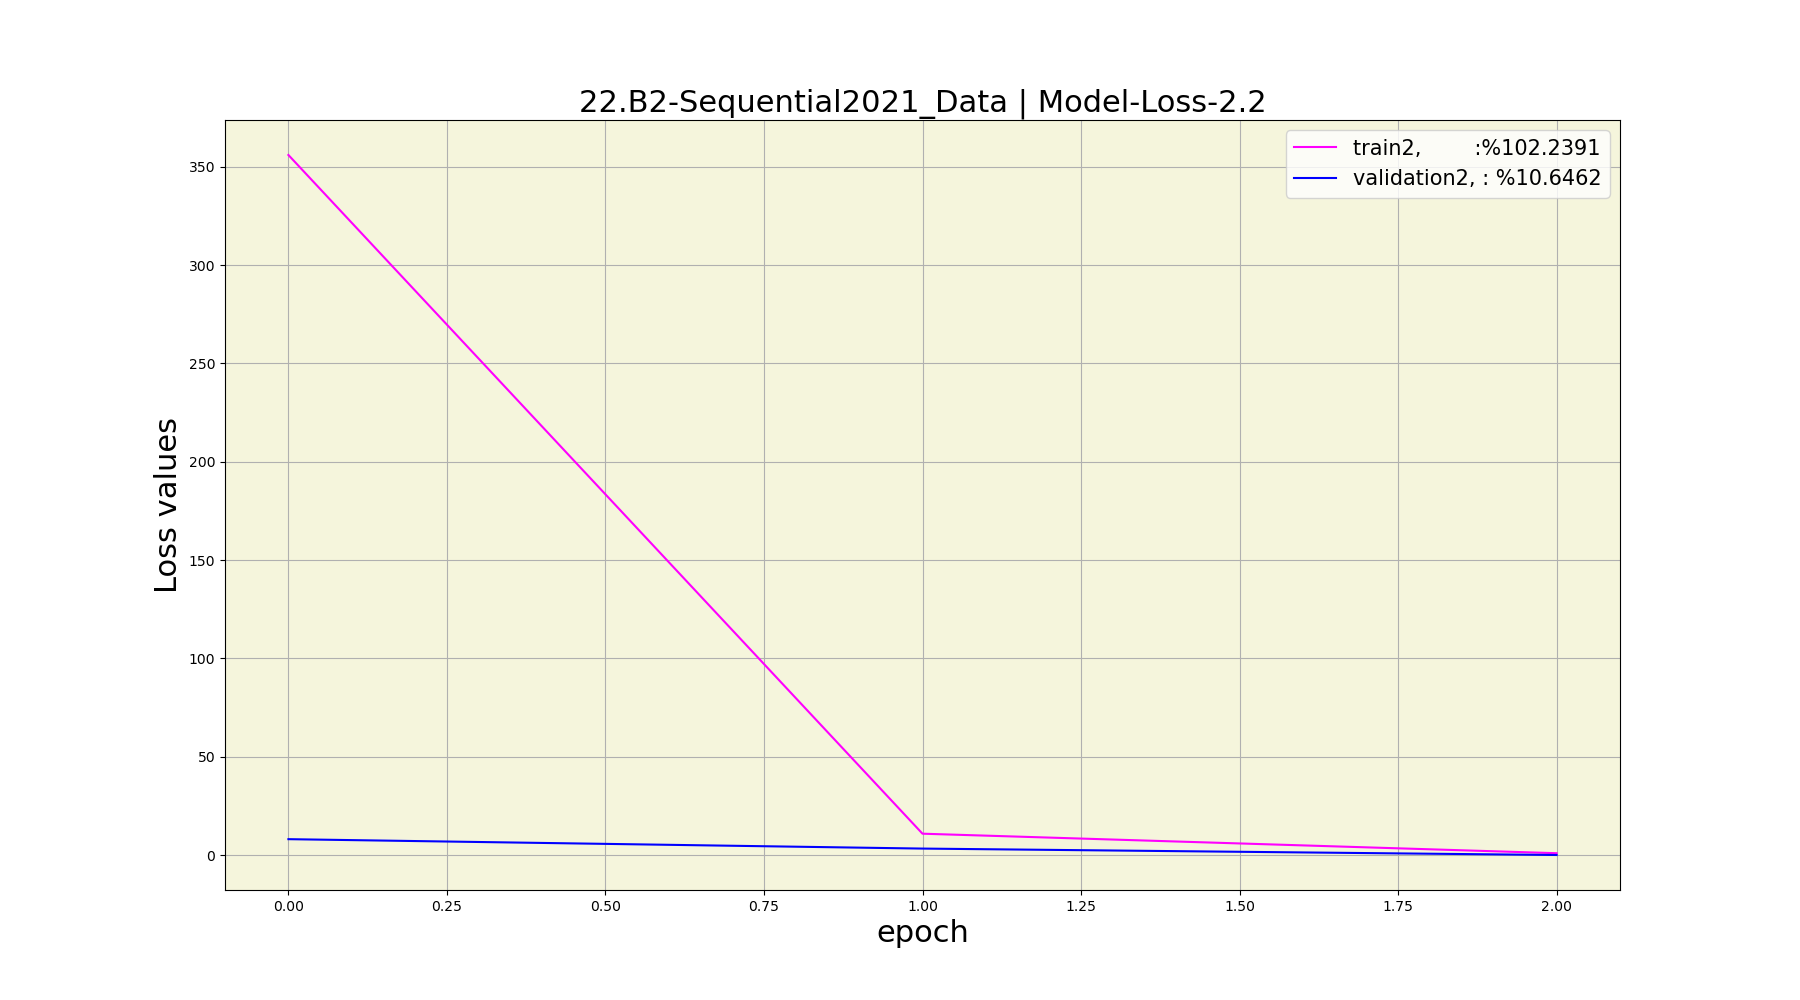 22.B2-Sequential2021_Data | Model-Loss-2.2
train2, :%102.2391
validation2, : %10.6462
Loss values
350
300
250
200
150
100
50
0
0.00 0.25 0.50 0.75 1.00 1.25 1.50 1.75 2.00
epoch